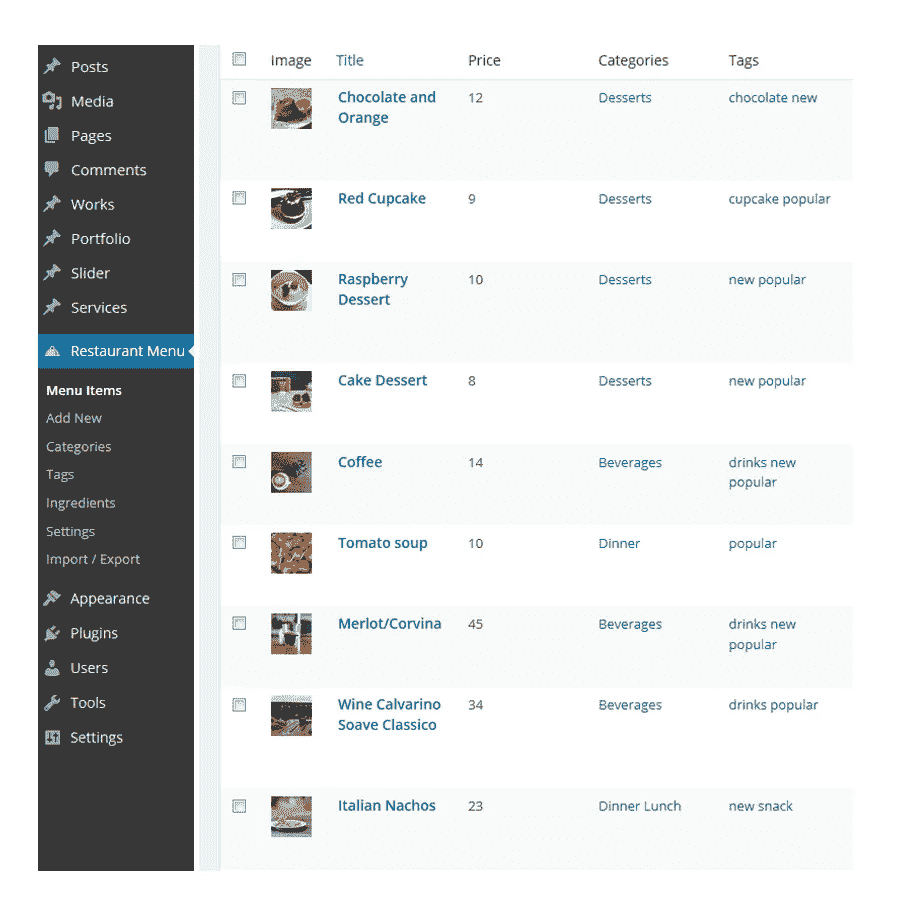 Posts
Media
Pages
Comments
Works
Portfolio
Slider
Services
Restaurant Menu
Menu Items
Add New
Categories
Tags
Ingredients
Settings
Import / Export
Appearance
Plugins
Users
Tools
Settings
Image Title Price Categories Tags
Chocolate and 12 Desserts chocolate new
Orange
Red Cupcake 9 Desserts cupcake popular
Raspberry 10 Desserts new popular
Dessert
Cake Dessert 8 Desserts new popular
Coffee 14 Beverages drinks new
popular
Tomato soup 10 Dinner popular
Merlot/Corvina 45 Beverages drinks new
popular
Wine Calvarino 34 Beverages drinks popular
Soave Classico
Italian Nachos 23 Dinner Lunch new snack